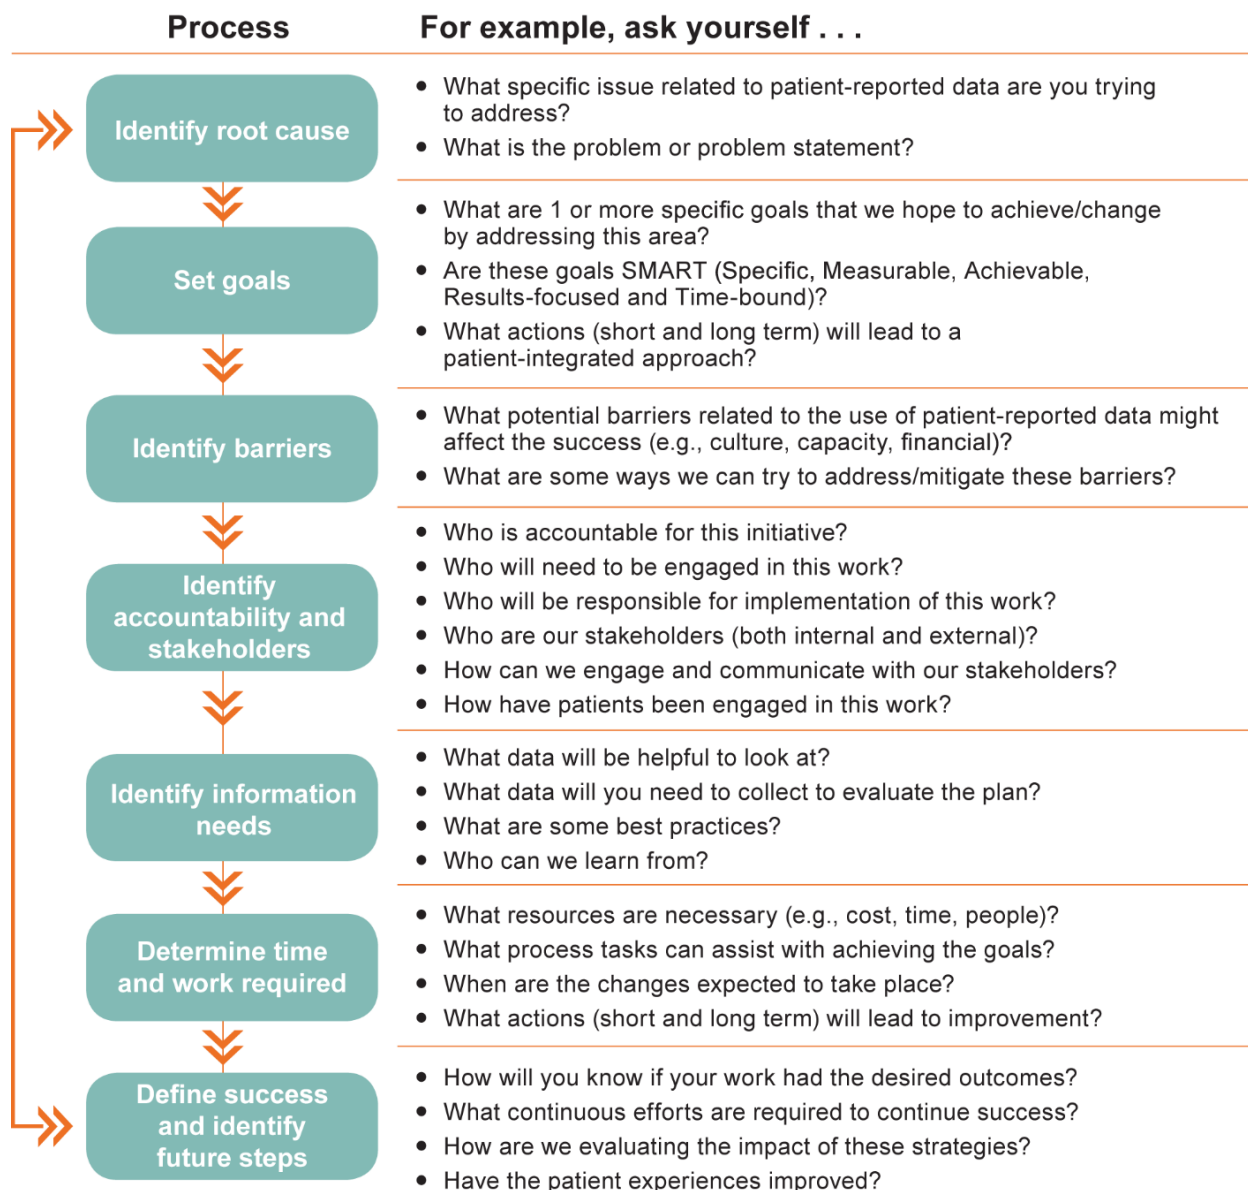 Process
For example, ask yourself . . .
Identify root cause
• What specific issue related to patient-reported data are you trying
to address?
• What is the problem or problem statement?
Set goals
• What are 1 or more specific goals that we hope to achieve/change
by addressing this area?
• Are these goals SMART (Specific, Measurable, Achievable,
Results-focused and Time-bound)?
• What actions (short and long term) will lead to a
patient-integrated approach?
Identify barriers
• What potential barriers related to the use of patient-reported data might
affect the success (e.g., culture, capacity, financial)?
• What are some ways we can try to address/mitigate these barriers?
Identify
accountability and
stakeholders
• Who is accountable for this initiative?
• Who will need to be engaged in this work?
• Who will be responsible for implementation of this work?
• Who are our stakeholders (both internal and external)?
• How can we engage and communicate with our stakeholders?
• How have patients been engaged in this work?
Identify information
needs
• What data will be helpful to look at?
• What data will you need to collect to evaluate the plan?
• What are some best practices?
• Who can we learn from?
Determine time
and work required
• What resources are necessary (e.g., cost, time, people)?
• What process tasks can assist with achieving the goals?
• When are the changes expected to take place?
• What actions (short and long term) will lead to improvement?
Define success
and identify
future steps
• How will you know if your work had the desired outcomes?
• What continuous efforts are required to continue success?
• How are we evaluating the impact of these strategies?
• Have the patient experiences improved?